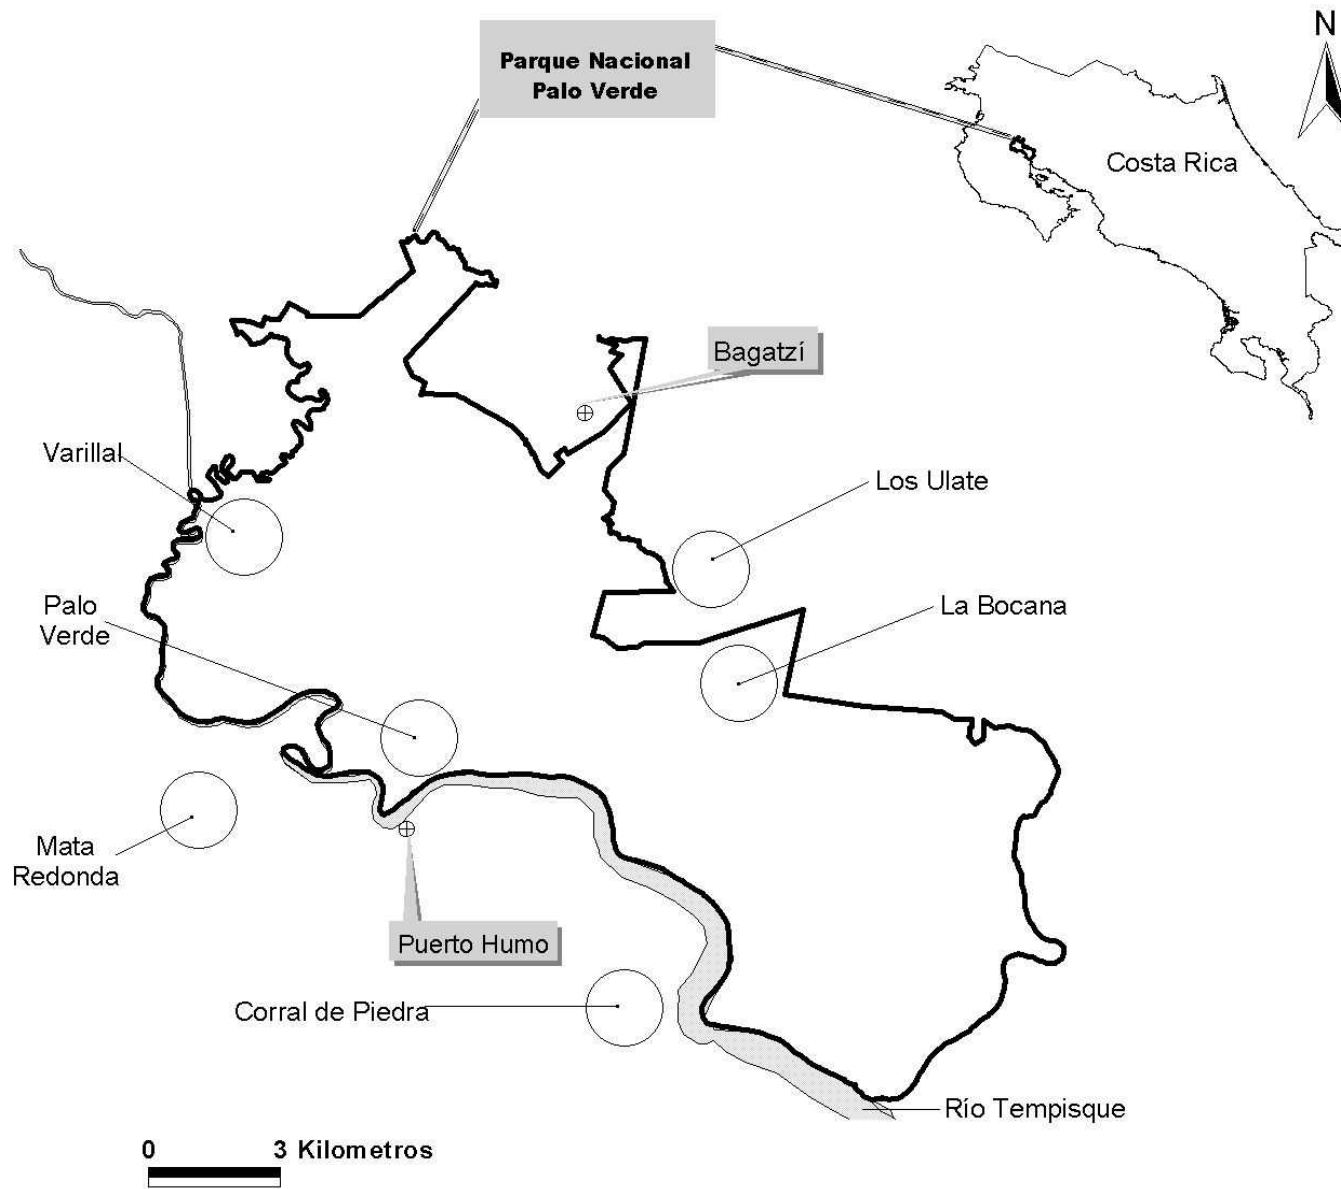 N
Parque Nacional
Palo Verde
Costa Rica
Bagatzí
Varillal
Los Ulate
Palo
Verde
La Bocana
Mata
Redonda
Puerto Humo
Corral de Piedra
Río Tempisque
0 3 Kilometros